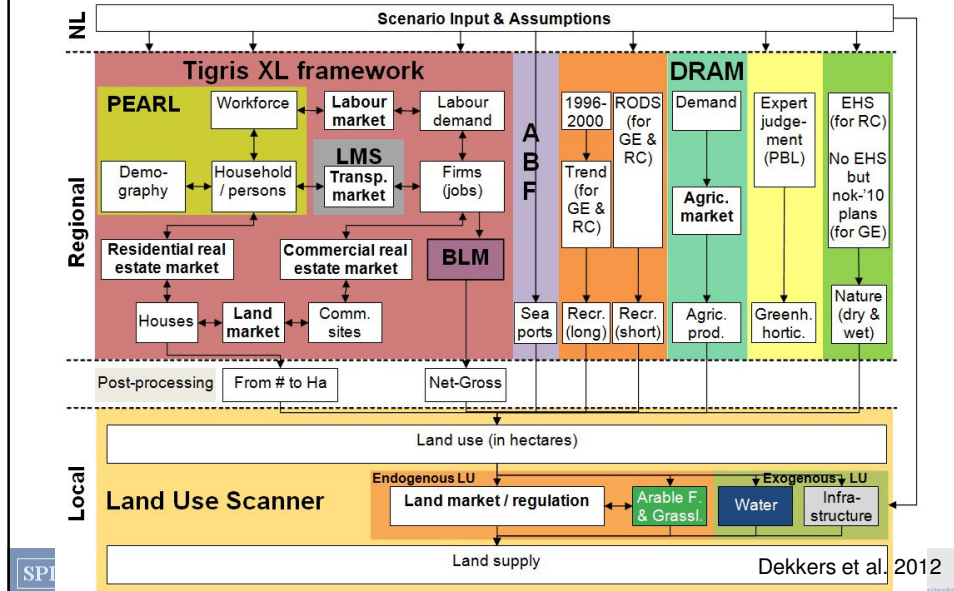 NL
Scenario Input & Assumptions
Regional
Tigris XL framework
PEARL
Workforce
Labour
market
Labour
demand
Demo-
graphy
Household
/ persons
LMS
Transp.
market
Firms
(jobs)
Residential real
estate market
Commercial real
estate market
BLM
Houses
Land
market
Comm.
sites
A
B
F
Sea
ports
1996-
2000
Trend
(for
GE &
RC)
Recr.
(long)
RODS
(for
GE &
RC)
Recr.
(short)
DRAM
Demand
Agric.
market
Agric.
prod.
Expert
judge-
ment
(PBL)
Greenh.
hortic.
EHS
(for RC)
No EHS
but
nok-'10
plans
(for GE)
Nature
(dry &
wet)
Post-processing
From # to Ha
Net-Gross
Local
Land use (in hectares)
Land Use Scanner
Endogenous LU
Land market / regulation
Arable F.
& Grassl.
Exogenous LU
Water
Infra-
structure
Land supply
Dekkers et al. 2012